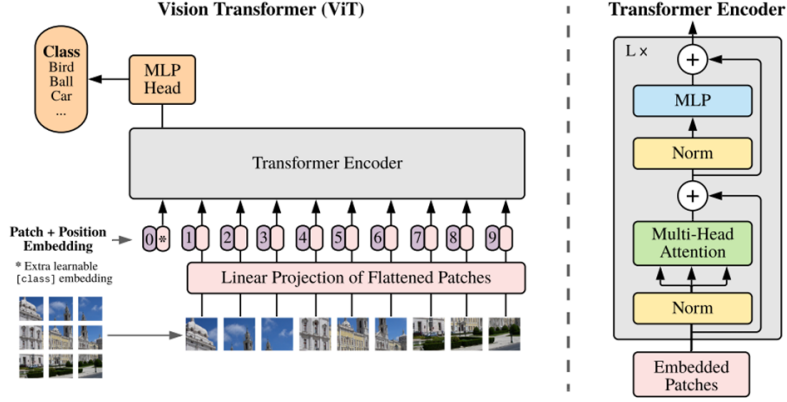 Vision Transformer (ViT)
Class
Bird
Ball
Car
...
MLP
Head
Transformer Encoder
Patch + Position
Embedding
0 * 1 2 3 4 5 6 7 8 9
* Extra learnable
[class] embedding
Linear Projection of Flattened Patches
Transformer Encoder
L x
+
MLP
Norm
+
Multi-Head
Attention
Norm
Embedded
Patches